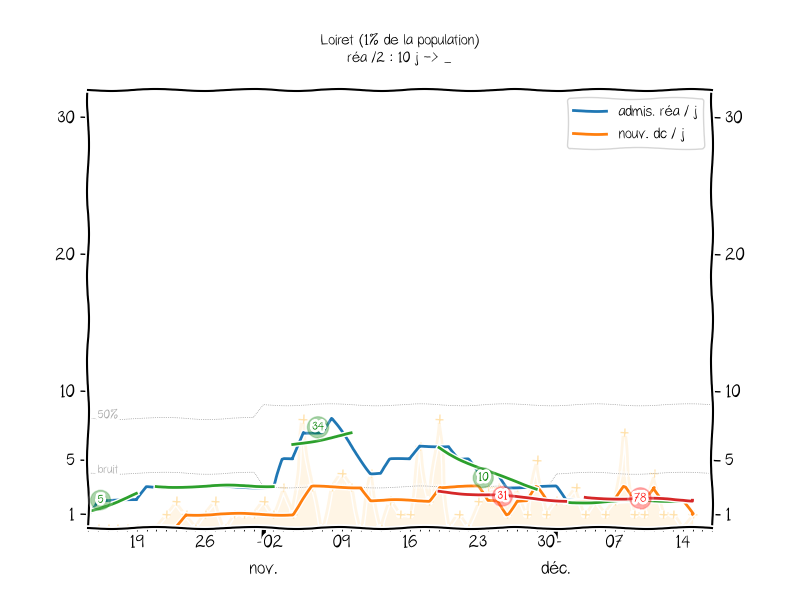 Loiret (1% de la population)
réa /2 : 10 j -> _
admis. réa / j
nouv. dc / j
30 30
20 20
10 10
5 5
1 1
50%
bruit
5 34 10 31 78
19 26 02 09 16 23 30 07 14
nov. déc.